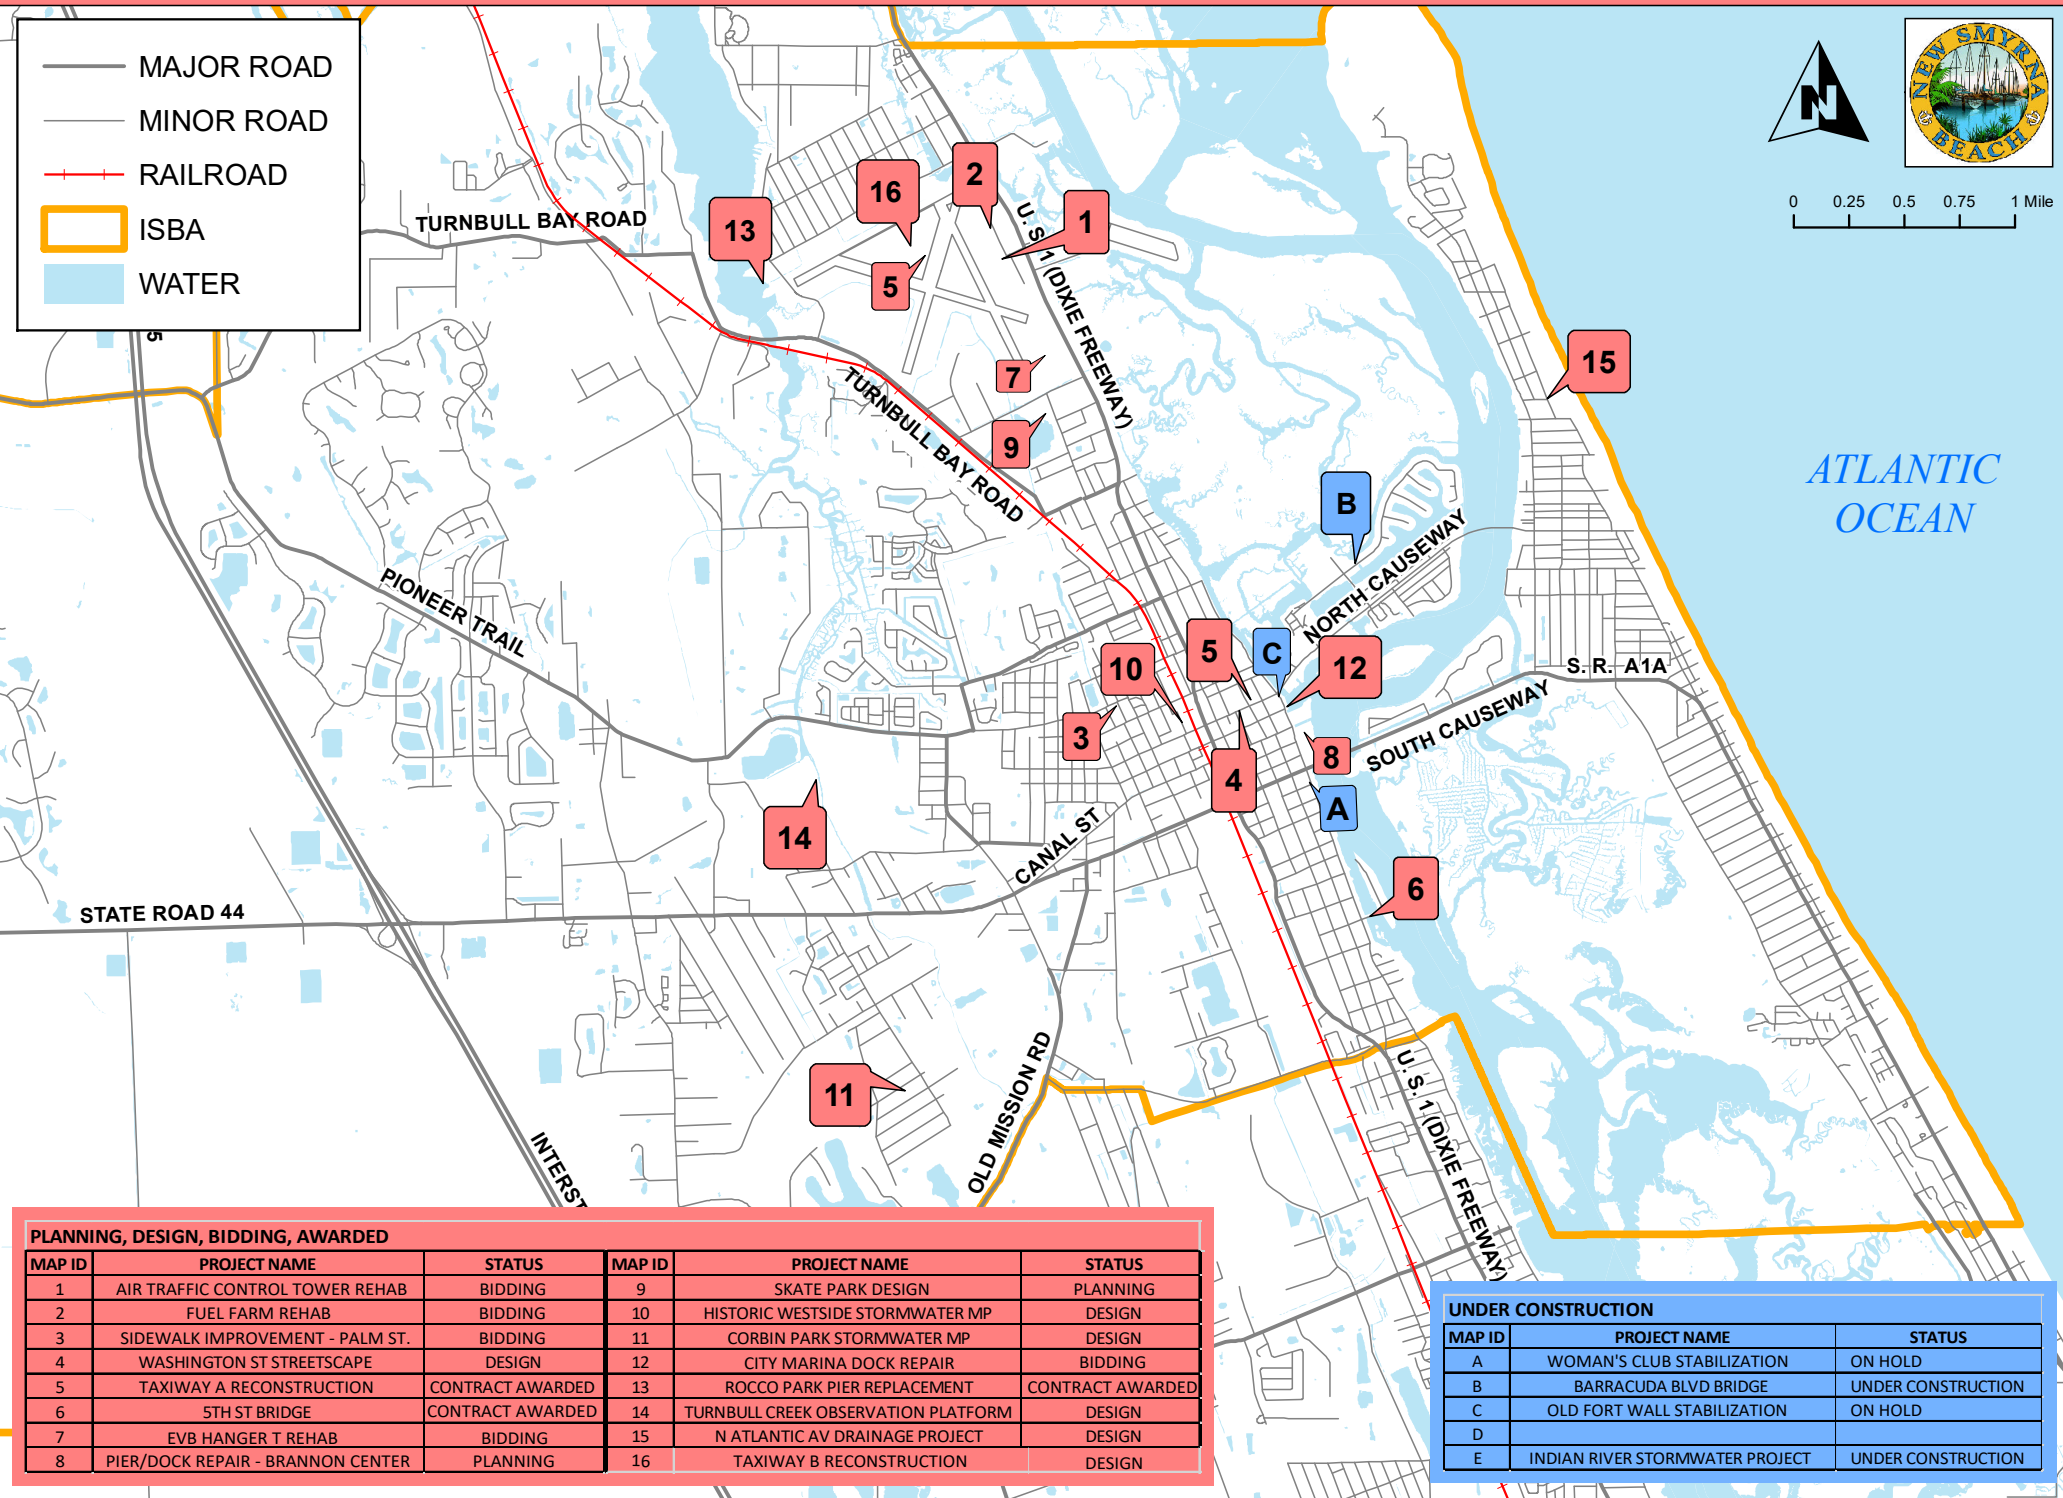 MAJOR ROAD
MINOR ROAD
RAILROAD
ISBA
WATER
N
NEW SMYRNA
BEACH
0 0.25 0.5 0.75 1 Mile
TURNBULL BAY ROAD
13
16
2
1
5
U. S. 1 (DIXIE FREEWAY)
5
7
9
TURNBULL BAY ROAD
15
ATLANTIC
OCEAN
B
NORTH CAUSEWAY
PIONEER TRAIL
10
5
C
12
S. R. A1A
3
4
8
SOUTH CAUSEWAY
A
14
CANAL ST
6
STATE ROAD 44
11
OLD MISSION RD
U. S. 1 (DIXIE FREEWAY)
INTERST
PLANNING, DESIGN, BIDDING, AWARDED
MAP ID PROJECT NAME STATUS MAP ID PROJECT NAME STATUS
1 AIR TRAFFIC CONTROL TOWER REHAB BIDDING 9 SKATE PARK DESIGN PLANNING
2 FUEL FARM REHAB BIDDING 10 HISTORIC WESTSIDE STORMWATER MP DESIGN
3 SIDEWALK IMPROVEMENT - PALM ST. BIDDING 11 CORBIN PARK STORMWATER MP DESIGN
4 WASHINGTON ST STREETSCAPE DESIGN 12 CITY MARINA DOCK REPAIR BIDDING
5 TAXIWAY A RECONSTRUCTION CONTRACT AWARDED 13 ROCCO PARK PIER REPLACEMENT CONTRACT AWARDED
6 5TH ST BRIDGE CONTRACT AWARDED 14 TURNBULL CREEK OBSERVATION PLATFORM DESIGN
7 EVB HANGER T REHAB BIDDING 15 N ATLANTIC AV DRAINAGE PROJECT DESIGN
8 PIER/DOCK REPAIR - BRANNON CENTER PLANNING 16 TAXIWAY B RECONSTRUCTION DESIGN
UNDER CONSTRUCTION
MAP ID PROJECT NAME STATUS
A WOMAN'S CLUB STABILIZATION ON HOLD
B BARRACUDA BLVD BRIDGE UNDER CONSTRUCTION
C OLD FORT WALL STABILIZATION ON HOLD
D
E INDIAN RIVER STORMWATER PROJECT UNDER CONSTRUCTION